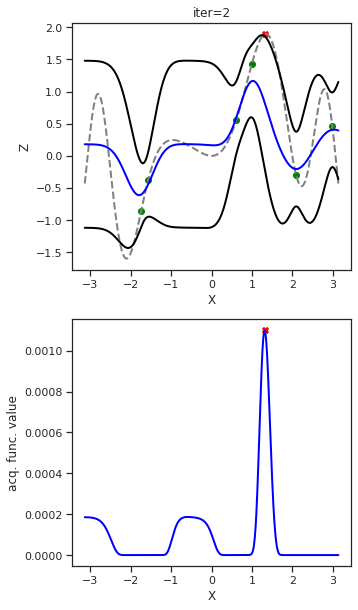 iter=2
2.0
1.5
1.0
0.5
0.0
−0.5
−1.0
−1.5
Z
−3 −2 −1 0 1 2 3
X
0.0010
0.0008
0.0006
0.0004
0.0002
0.0000
acq. func. value
−3 −2 −1 0 1 2 3
X